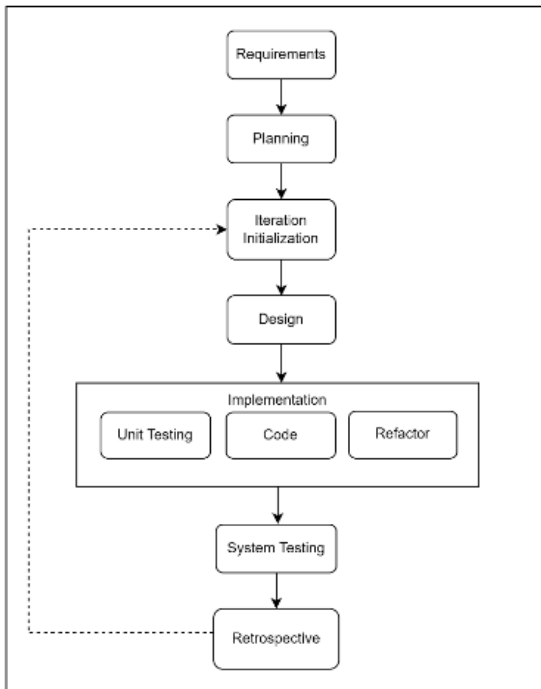 Requirements
Planning
Iteration
Initialization
Design
Implementation
Unit Testing
Code
Refactor
System Testing
Retrospective